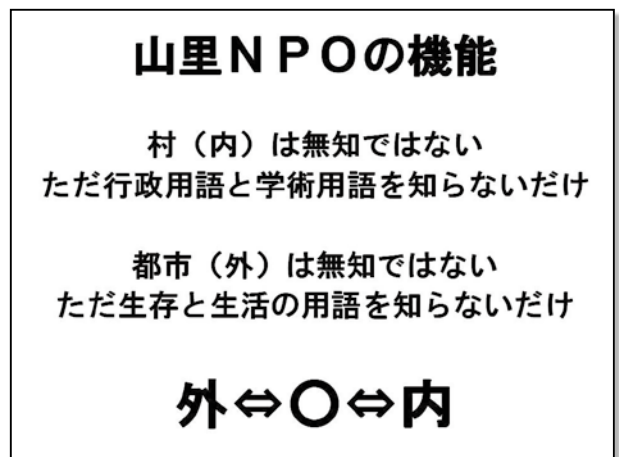 山里ＮＰＯの機能
村（内）は無知ではない
ただ行政用語と学術用語を知らないだけ
都市（外）は無知ではない
ただ生存と生活の用語を知らないだけ
外⇔〇⇔内